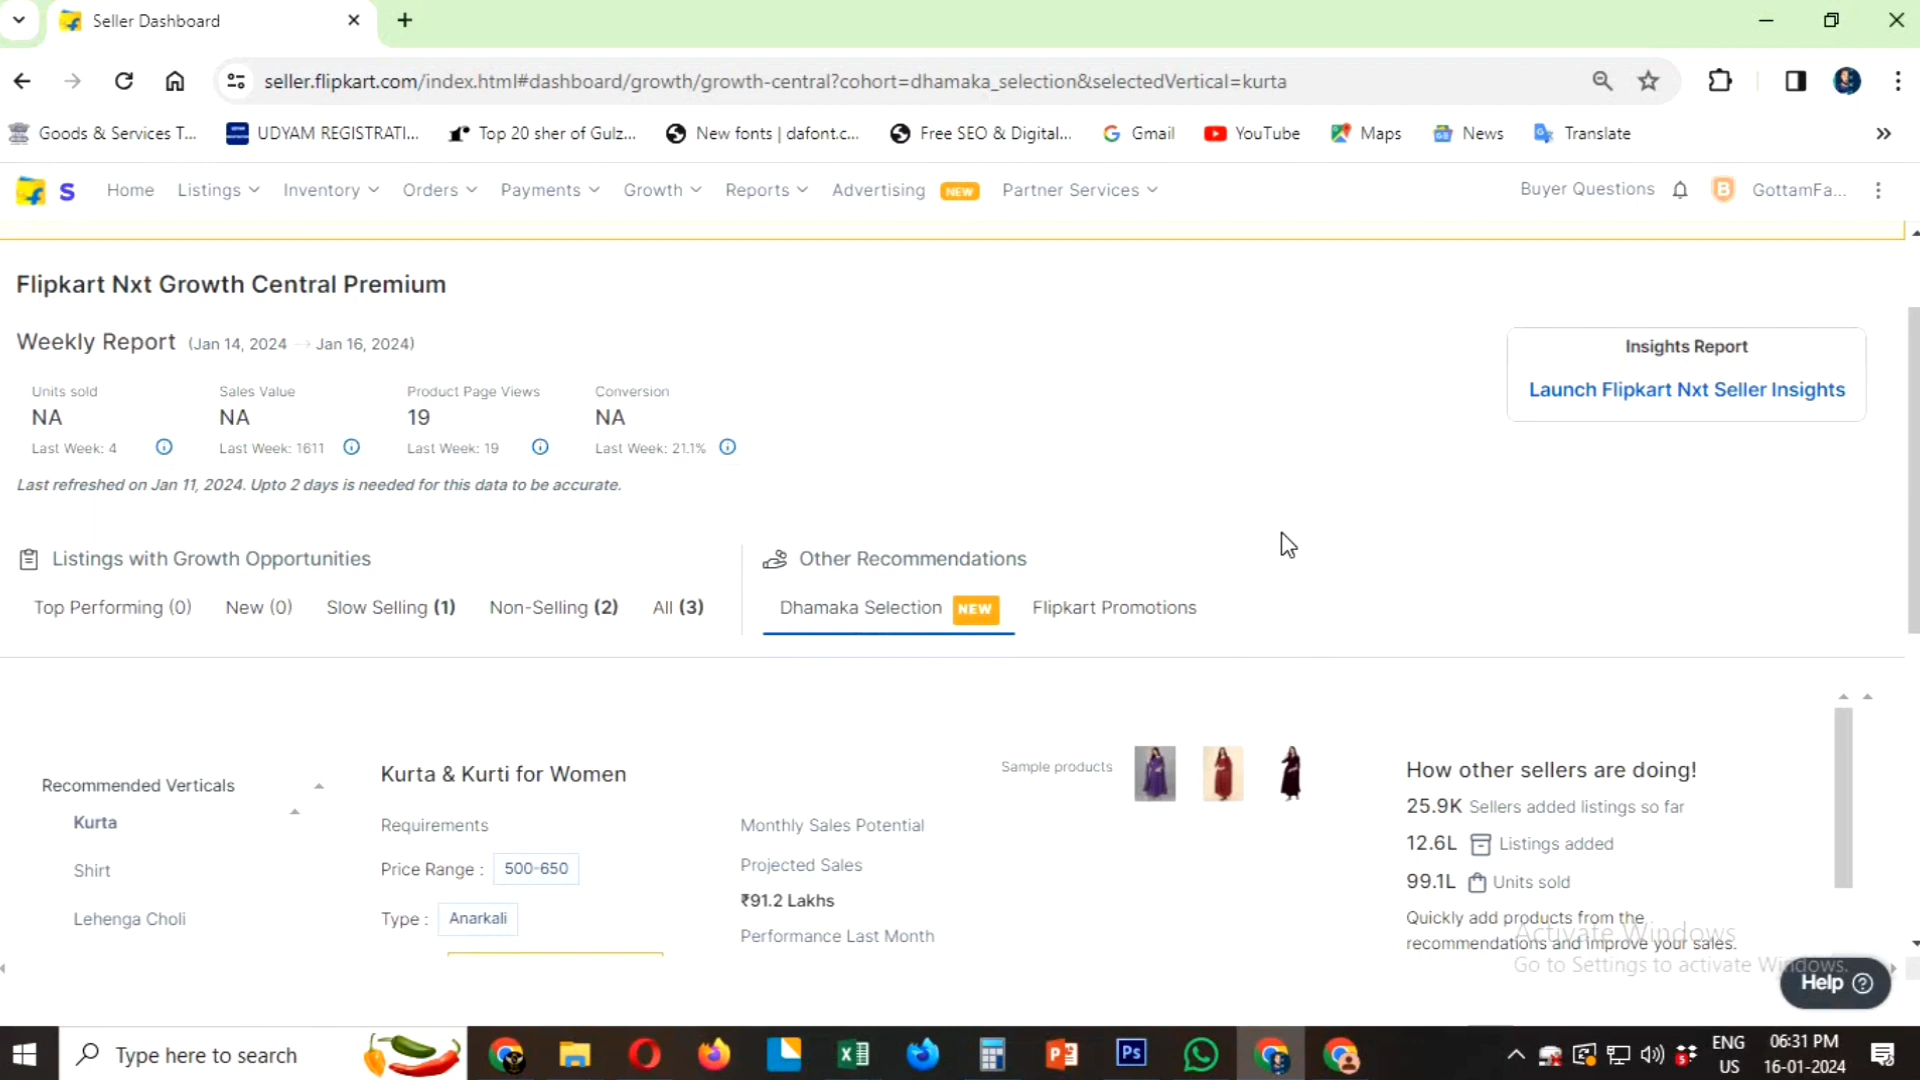 Seller Dashboard
seller.flipkart.com/index.html#dashboard/growth/growth-central?cohort=dhamaka_selection&selectedVertical=kurta
Goods & Services T... UDYAM REGISTRATI... Top 20 sher of Gulz... New fonts | dafont.c... Free SEO & Digital... Gmail YouTube Maps News Translate
Home Listings Inventory Orders Payments Growth Reports Advertising NEW Partner Services Buyer Questions B GottamFa...
Flipkart Nxt Growth Central Premium
Weekly Report (Jan 14, 2024 → Jan 16, 2024)
Insights Report
Launch Flipkart Nxt Seller Insights
Units sold Sales Value Product Page Views Conversion
NA NA 19 NA
Last Week: 4 Last Week: 1611 Last Week: 19 Last Week: 21.1%
Last refreshed on Jan 11, 2024. Upto 2 days is needed for this data to be accurate.
Listings with Growth Opportunities Other Recommendations
Top Performing (0) New (0) Slow Selling (1) Non-Selling (2) All (3) Dhamaka Selection NEW Flipkart Promotions
Recommended Verticals
Kurta
Shirt
Lehenga Choli
Kurta & Kurti for Women
Requirements
Price Range : 500-650
Type : Anarkali
Sample products
Monthly Sales Potential
Projected Sales
₹91.2 Lakhs
Performance Last Month
How other sellers are doing!
25.9K Sellers added listings so far
12.6L Listings added
99.1L Units sold
Quickly add products from the
recommendations and improve your sales.
Activate Windows
Go to Settings to activate Windows.
Help
Type here to search
Ps
ENG
US
06:31 PM
16-01-2024